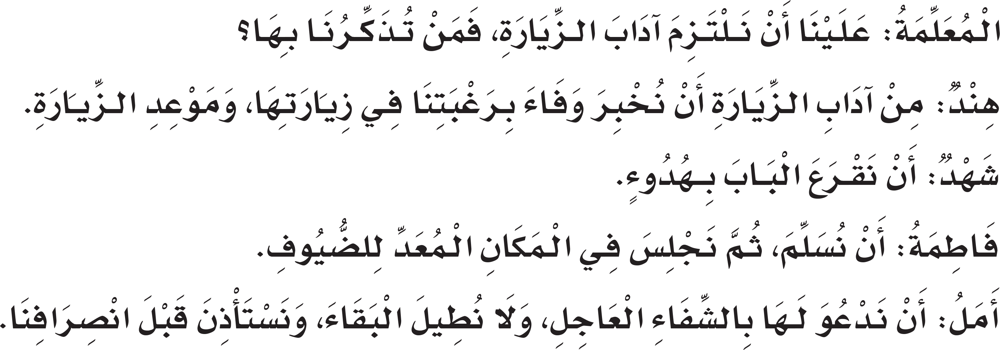 الْمُعَلِّمَةُ: عَلَيْنَا أَنْ نَلْتَزِمَ آدَابَ الزِّيَارَةِ، فَمَنْ تُذَكِّرُنَا بِهَا؟
هِنْدٌ: مِنْ آدَابِ الزِّيَارَةِ أَنْ نُخْبِرَ وَفَاءَ بِرَغْبَتِنَا فِي زِيَارَتِهَا، وَمَوْعِدِ الزِّيَارَةِ.
شَهْدٌ: أَنْ نَقْرَعَ الْبَابَ بِهُدُوءٍ.
فَاطِمَةُ: أَنْ نُسَلِّمَ، ثُمَّ نَجْلِسَ فِي الْمَكَانِ الْمُعَدِّ لِلضُّيُوفِ.
أَمَلُ: أَنْ نَدْعُوَ لَهَا بِالشِّفَاءِ الْعَاجِلِ، وَلَا نُطِيلَ الْبَقَاءَ، وَنَسْتَأْذِنَ قَبْلَ انْصِرَافِنَا.